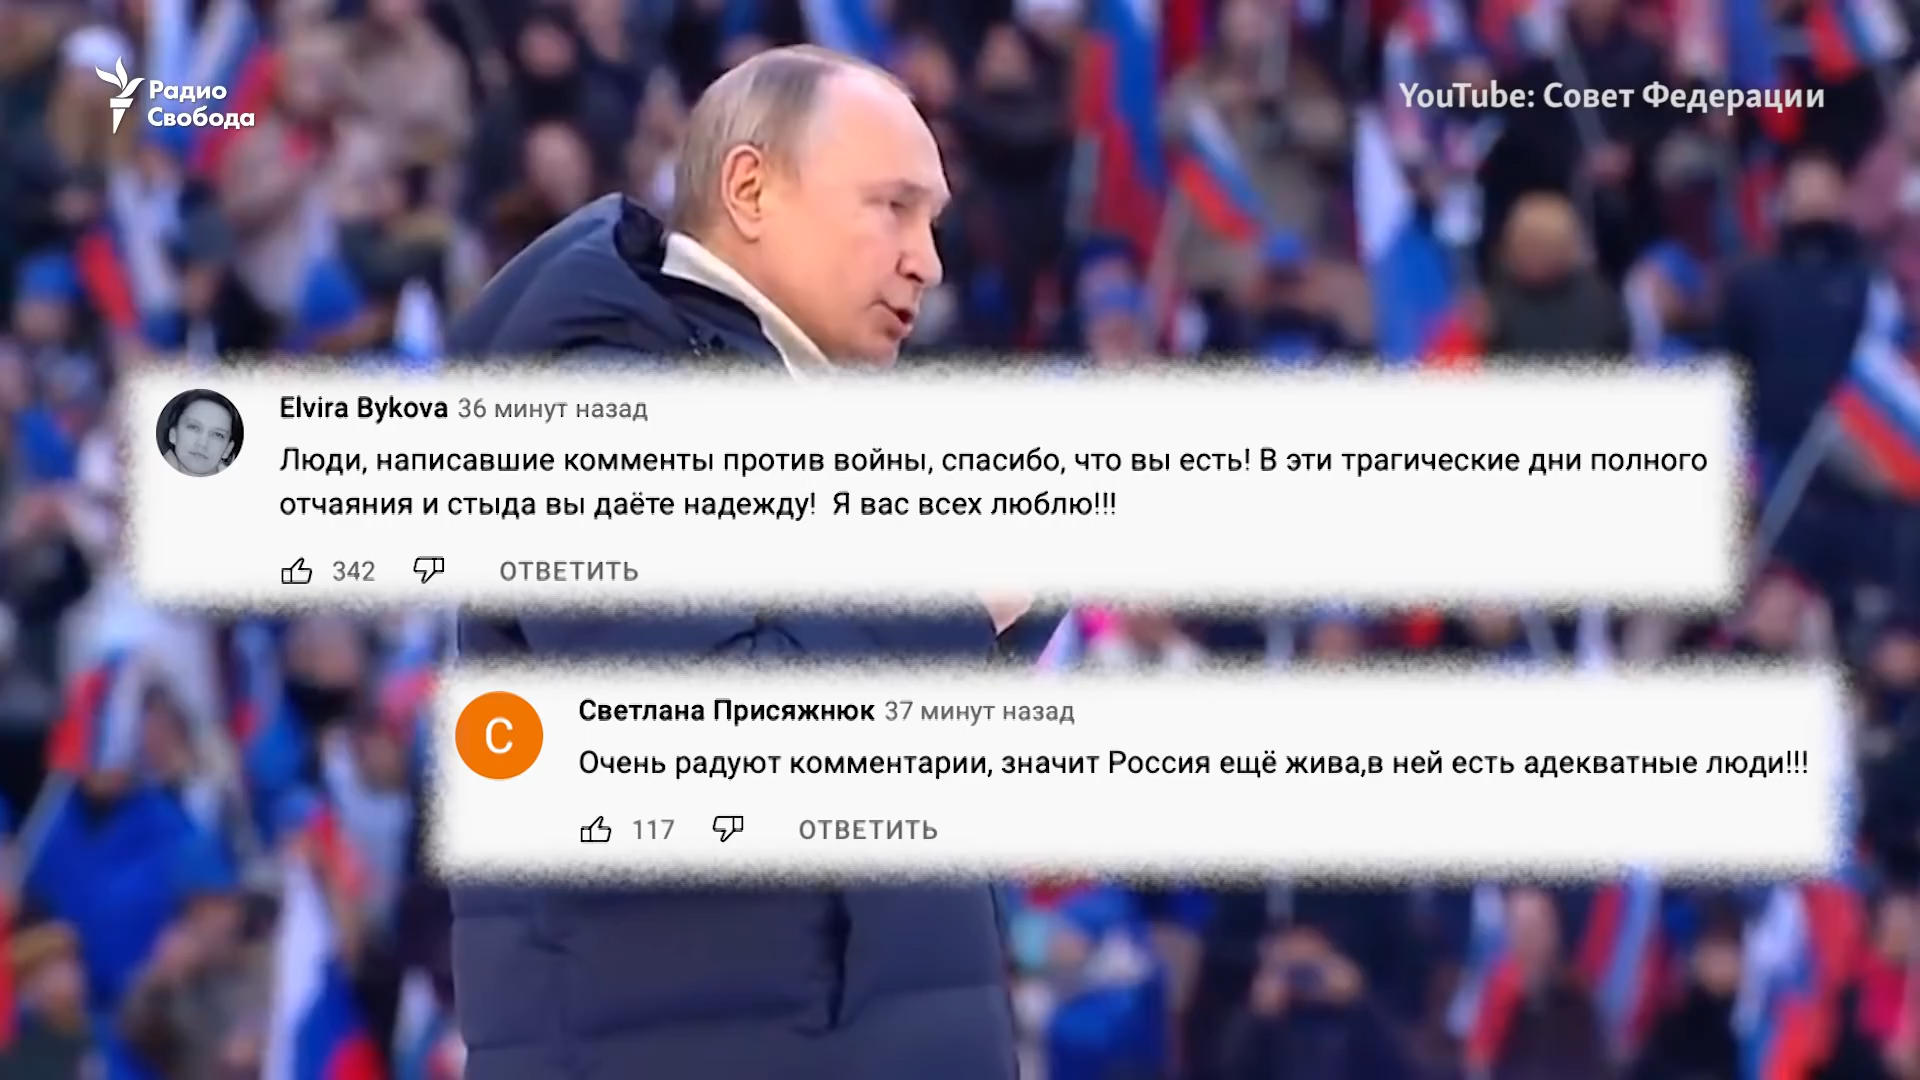 Радио
Свобода
YouTube: Совет Федерации
Elvira Bykova 36 минут назад
Люди, написавшие комменты против войны, спасибо, что вы есть! В эти трагические дни полного
отчаяния и стыда вы даёте надежду! Я вас всех люблю!!!
342 ОТВЕТИТЬ
С
Светлана Присяжнюк 37 минут назад
Очень радуют комментарии, значит Россия ещё жива,в ней есть адекватные люди!!!
117 ОТВЕТИТЬ